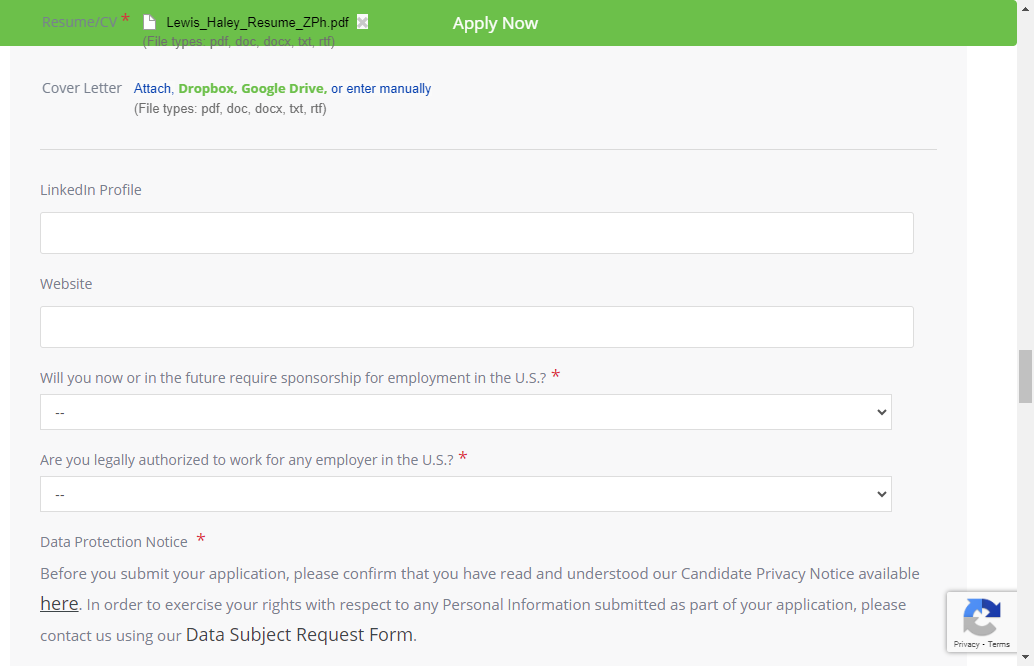 Resume/CV * Lewis_Haley_Resume_ZPh.pdf Apply Now
(File types: pdf, doc, docx, txt, rtf)
Cover Letter Attach, Dropbox, Google Drive, or enter manually
(File types: pdf, doc, docx, txt, rtf)
LinkedIn Profile
Website
Will you now or in the future require sponsorship for employment in the U.S.? *
--
Are you legally authorized to work for any employer in the U.S.? *
--
Data Protection Notice *
Before you submit your application, please confirm that you have read and understood our Candidate Privacy Notice available
here. In order to exercise your rights with respect to any Personal Information submitted as part of your application, please
contact us using our Data Subject Request Form.
Privacy - Terms